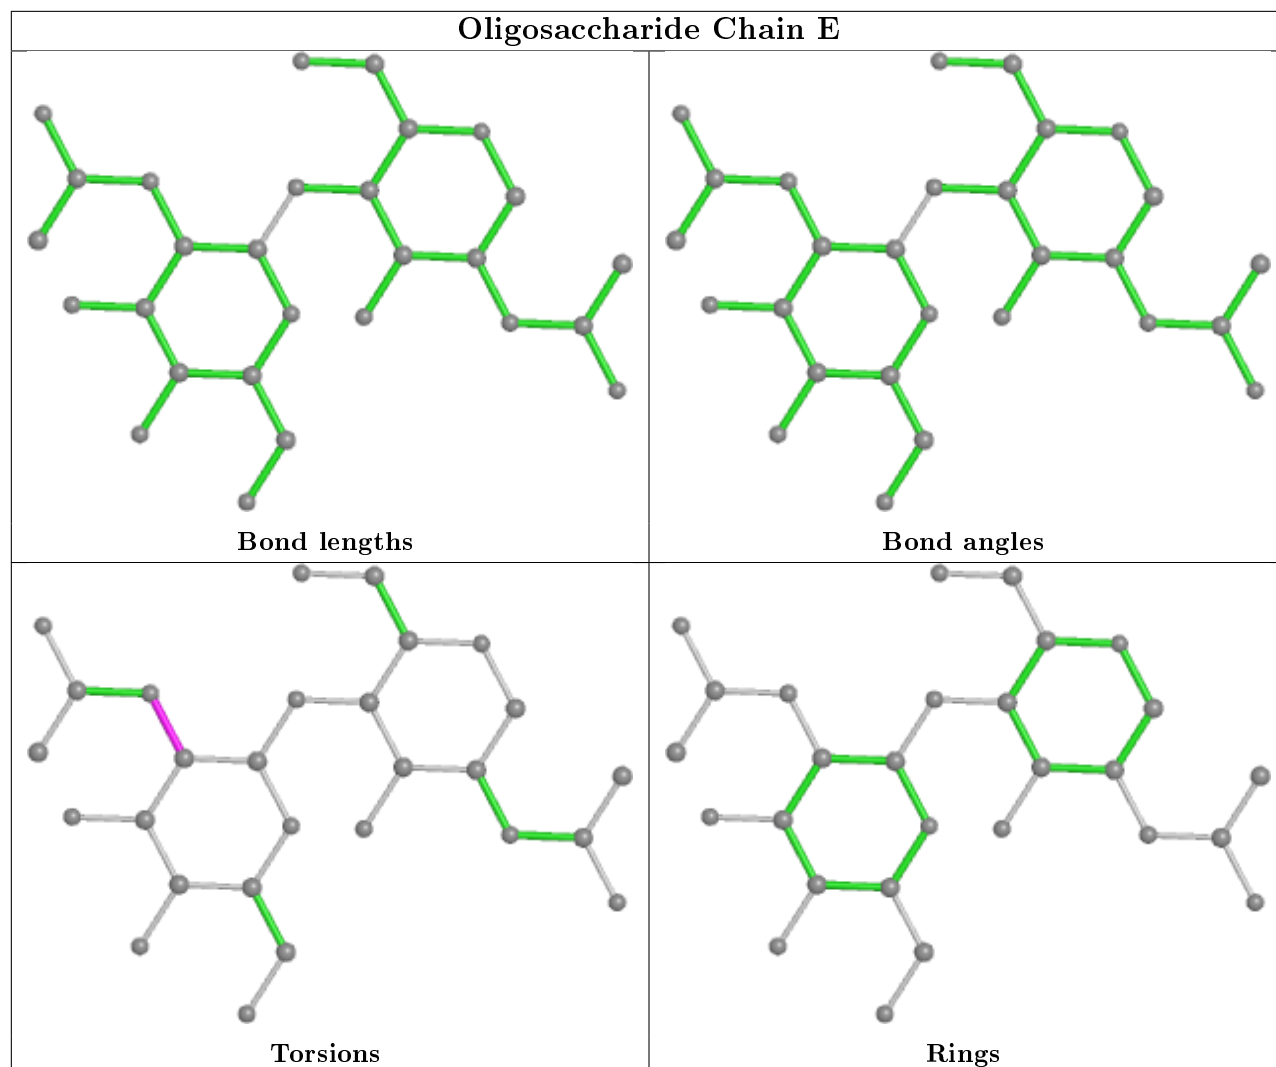 Oligosaccharide Chain E
Bond lengths
Bond angles
Torsions
Rings